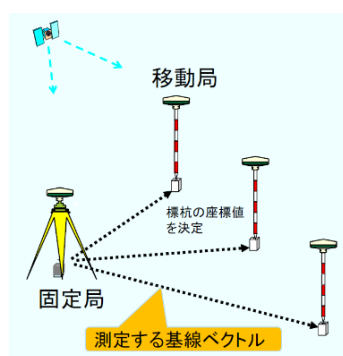 移動局
標杭の座標値
を決定
固定局
測定する基線ベクトル